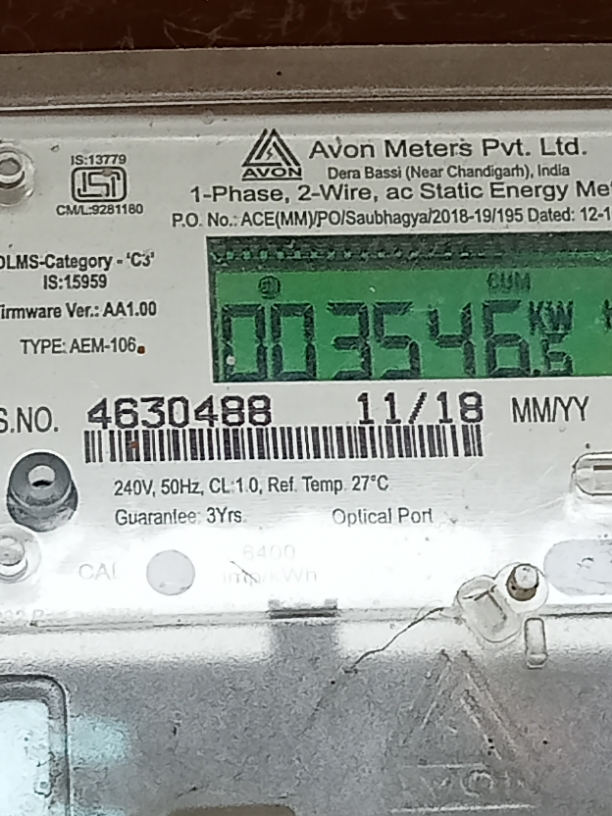 IS:13779
CM/L:9281180
AVON
Avon Meters Pvt. Ltd.
Dera Bassi (Near Chandigarh), India
1-Phase, 2-Wire, ac Static Energy
P.O. No.: ACE(MM)/PO/Saubhagya/2018-19/195 Dated: 12-1
DLMS-Category - 'C3'
IS:15959
Firmware Ver.: AA1.00
TYPE: AEM-106
CUM
003546.6 KW
S.NO. 4630488 11/18 MM/YY
240V, 50Hz, CL 1.0, Ref. Temp. 27°C
Guarantee: 3Yrs. Optical Port
CAL
6400
imp/kWh
AVON